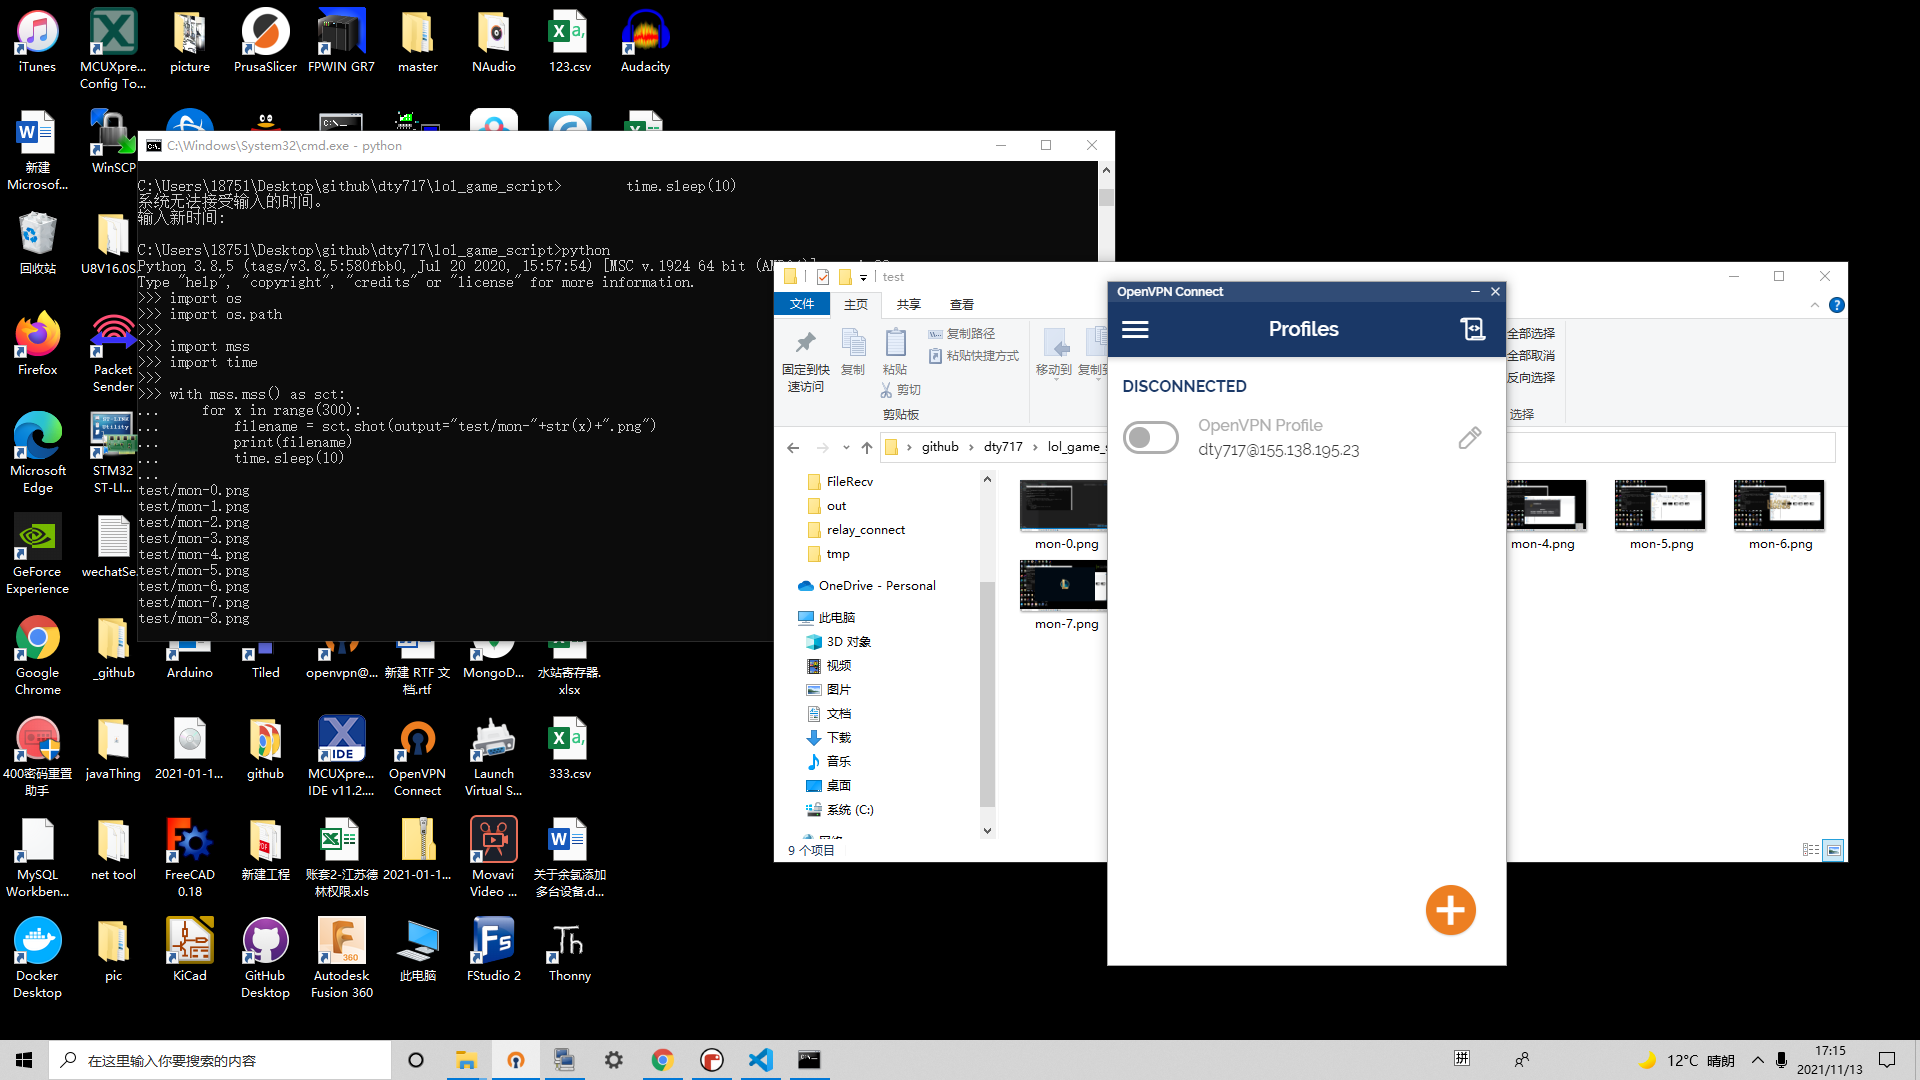 iTunes
MCUXpre...
Config To...
picture
PrusaSlicer
FPWIN GR7
master
NAudio
123.csv
Audacity
新建
Microsof...
WinSCP
回收站
U8V16.0S
Firefox
Packet
Sender
Microsoft
Edge
STM32
ST-LI...
GeForce
Experience
wechatSe.
Google
Chrome
_github
Arduino
Tiled
openvpn@...
新建 RTF 文
档.rtf
MongoD...
水站寄存器.
xlsx
400密码重置
助手
javaThing
2021-01-1...
github
MCUXpre...
IDE v11.2....
OpenVPN
Connect
Launch
Virtual S...
333.csv
MySQL
Workben...
net tool
FreeCAD
0.18
新建工程
账套2-江苏德
林权限.xls
2021-01-1...
Movavi
Video ...
关于余氯添加
多台设备.d...
Docker
Desktop
pic
KiCad
GitHub
Desktop
Autodesk
Fusion 360
此电脑
FStudio 2
Thonny
C:\Windows\System32\cmd.exe - python
C:\Users\18751\Desktop\github\dty717\lol_game_script>        time.sleep(10)
系统无法接受输入的时间。
输入新时间:
C:\Users\18751\Desktop\github\dty717\lol_game_script>python
Python 3.8.5 (tags/v3.8.5:580fbb0, Jul 20 2020, 15:57:54) [MSC v.1924 64 bit
Type "help", "copyright", "credits" or "license" for more information.
>>> import os
>>> import os.path
>>>
>>> import mss
>>> import time
>>>
>>> with mss.mss() as sct:
...     for x in range(300):
...         filename = sct.shot(output="test/mon-"+str(x)+".png")
...         print(filename)
...         time.sleep(10)
...
test/mon-0.png
test/mon-1.png
test/mon-2.png
test/mon-3.png
test/mon-4.png
test/mon-5.png
test/mon-6.png
test/mon-7.png
test/mon-8.png
test
文件 主页 共享 查看
固定到快
速访问
复制
粘贴
复制路径
粘贴快捷方式
剪切
剪贴板
移动到
复制到
全部选择
全部取消
反向选择
选择
github › dty717 › lol_game_s
FileRecv
out
relay_connect
tmp
OneDrive - Personal
此电脑
3D 对象
视频
图片
文档
下载
音乐
桌面
系统 (C:)
mon-0.png
mon-4.png
mon-5.png
mon-6.png
mon-7.png
9 个项目
OpenVPN Connect
Profiles
DISCONNECTED
OpenVPN Profile
dty717@155.138.195.23
在这里输入你要搜索的内容
拼
12°C 晴朗
17:15
2021/11/13